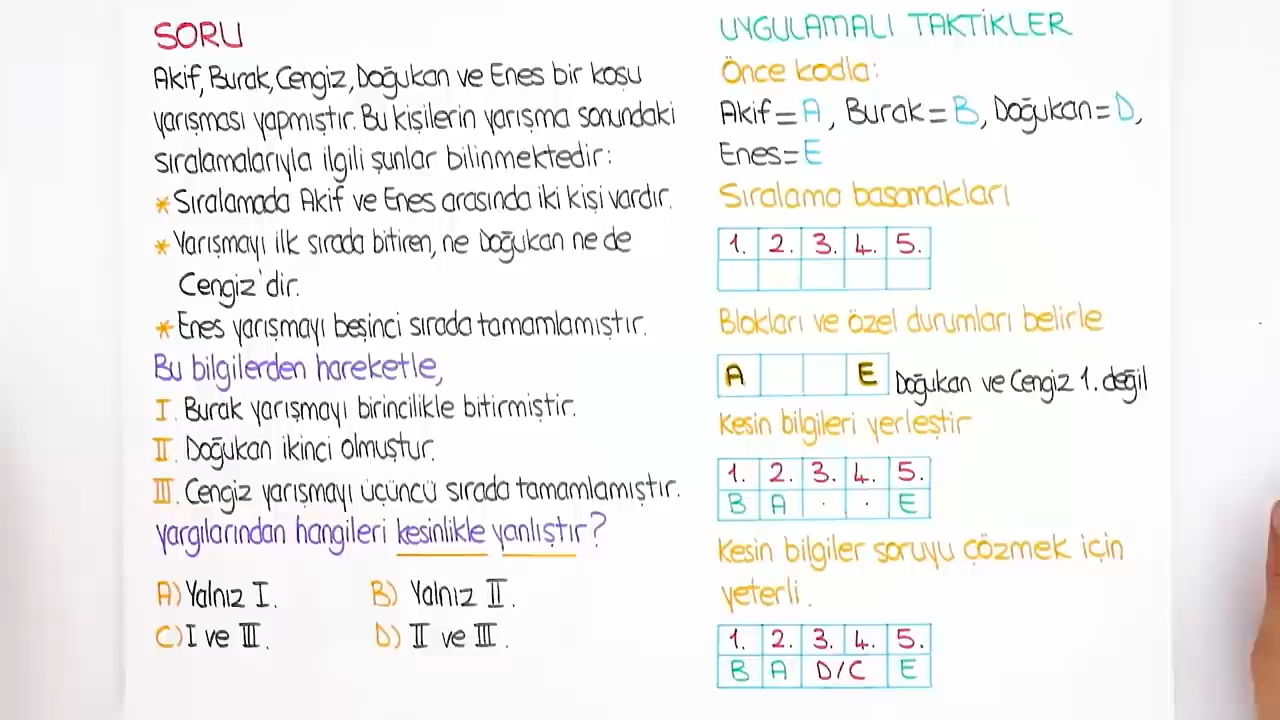 SORU
Akif, Burak, Cengiz, Doğukan ve Enes bir koşu
yarışması yapmıştır. Bu kişilerin yarışma sonundaki
sıralamalarıyla ilgili şunlar bilinmektedir:
* Sıralamada Akif ve Enes arasında iki kişi vardır.
* Yarışmayı ilk sırada bitiren, ne Doğukan ne de
Cengiz'dir.
* Enes yarışmayı beşinci sırada tamamlamıştır.
Bu bilgilerden hareketle,
I. Burak yarışmayı birincilikle bitirmiştir.
II. Doğukan ikinci olmuştur.
III. Cengiz yarışmayı üçüncü sırada tamamlamıştır.
yargılarından hangileri kesinlikle yanlıştır?
A) Yalnız I. B) Yalnız II.
C) I ve III. D) II ve III.
UYGULAMALI TAKTİKLER
Önce kodla:
Akif = A, Burak = B, Doğukan = D,
Enes = E
Sıralama basamakları
1. 2. 3. 4. 5.
Blokları ve özel durumları belirle
A E Doğukan ve Cengiz 1. değil
Kesin bilgileri yerleştir
1. 2. 3. 4. 5.
B A . . E
Kesin bilgiler soruyu çözmek için
yeterli.
1. 2. 3. 4. 5.
B A D/C E